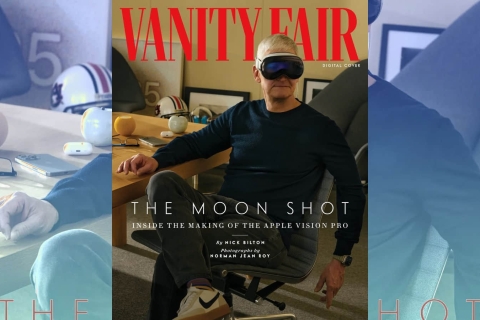 VANITY FAIR
DIGITAL COVER
THE MOON SHOT
INSIDE THE MAKING OF THE APPLE VISION PRO
By NICK BILTON
Photographs by
NORMAN JEAN ROY
5
THE
HOT